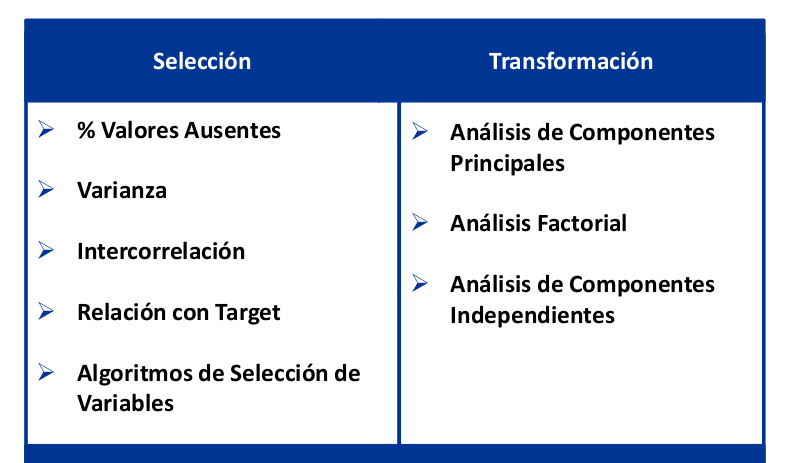 Selección
Transformación
% Valores Ausentes
Varianza
Intercorrelación
Relación con Target
Algoritmos de Selección de
Variables
Análisis de Componentes
Principales
Análisis Factorial
Análisis de Componentes
Independientes